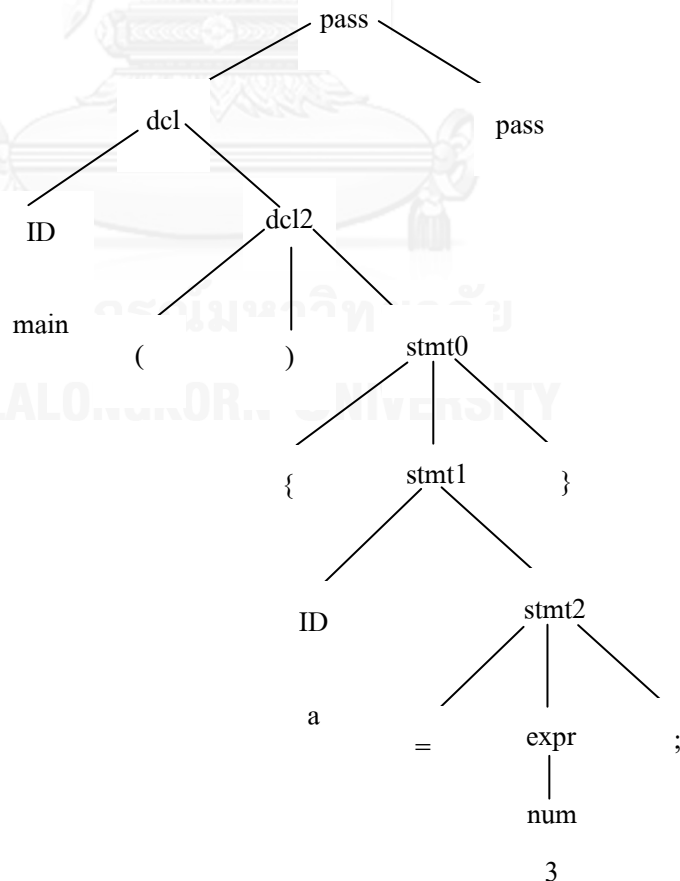 pass
dcl
pass
ID
dcl2
main
( ) stmt0
{ stmt1 }
ID
stmt2
a
= expr ;
num
3